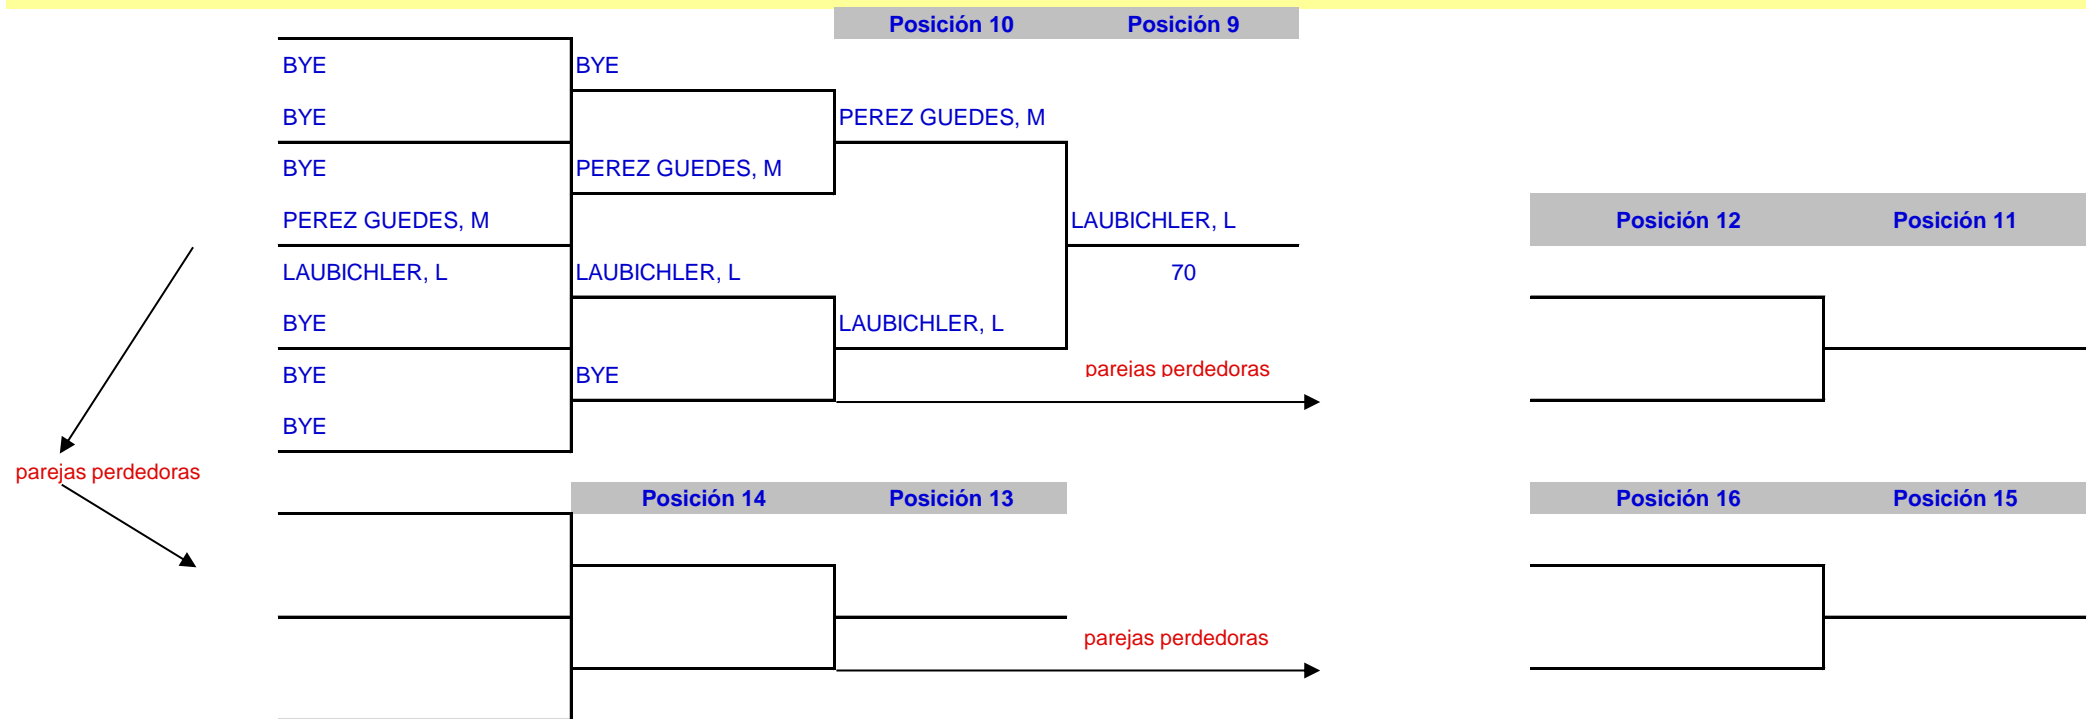 Posición 10 Posición 9
BYE BYE
BYE PEREZ GUEDES, M
BYE PEREZ GUEDES, M
PEREZ GUEDES, M LAUBICHLER, L Posición 12 Posición 11
LAUBICHLER, L LAUBICHLER, L 70
BYE LAUBICHLER, L
BYE BYE parejas perdedoras
BYE
parejas perdedoras
Posición 14 Posición 13 Posición 16 Posición 15
parejas perdedoras